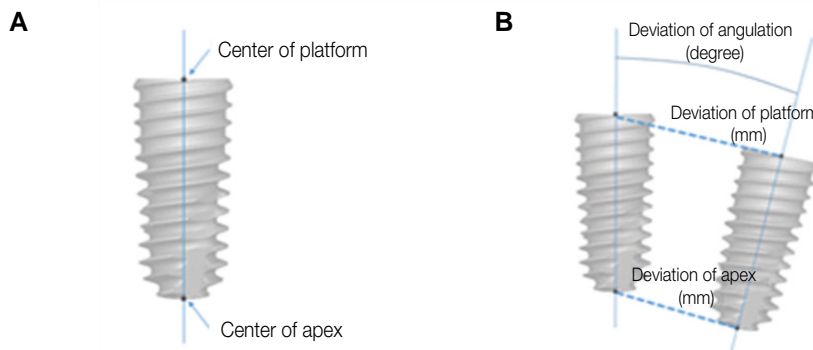 A
Center of platform
Center of apex
B
Deviation of angulation
(degree)
Deviation of platform
(mm)
Deviation of apex
(mm)